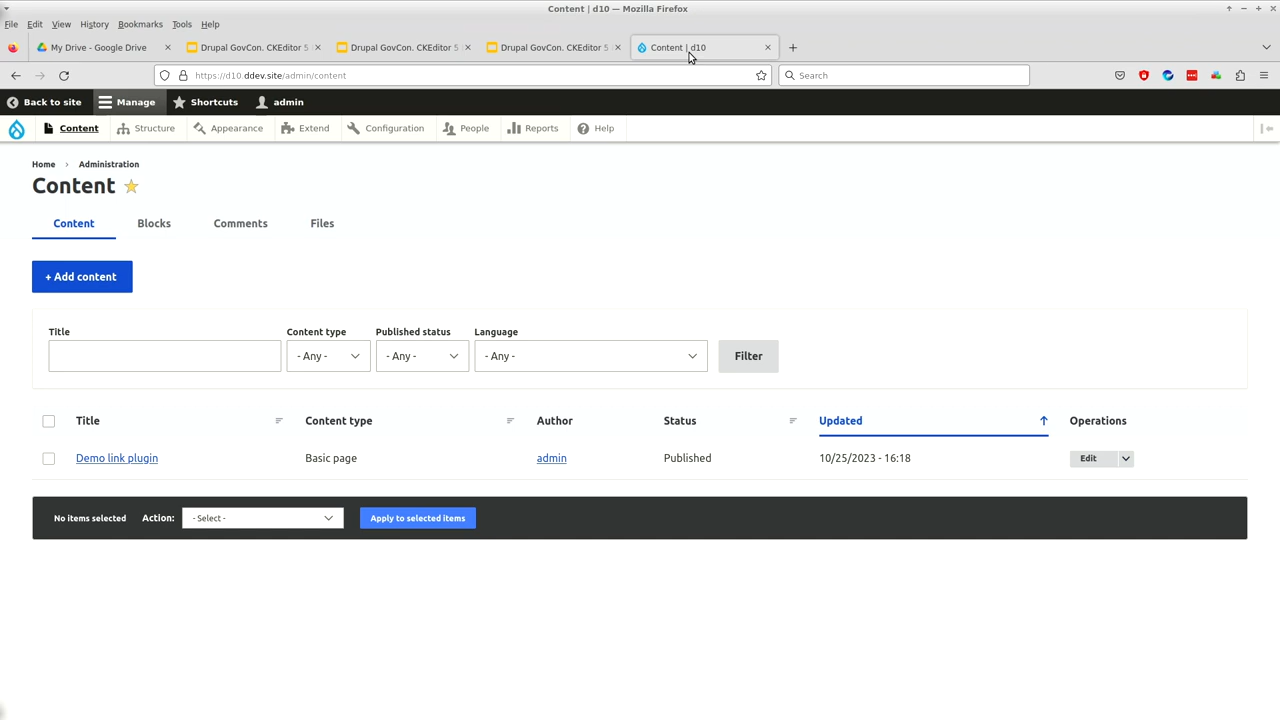 Content | d10 — Mozilla Firefox
File Edit View History Bookmarks Tools Help
My Drive - Google Drive
Drupal GovCon. CKEditor 5
Drupal GovCon. CKEditor 5
Drupal GovCon. CKEditor 5
Content | d10
https://d10.ddev.site/admin/content
Search
Back to site Manage Shortcuts admin
Content Structure Appearance Extend Configuration People Reports Help
Home Administration
Content
Content Blocks Comments Files
+ Add content
Title Content type Published status Language
- Any - - Any - - Any - Filter
Title Content type Author Status Updated Operations
Demo link plugin Basic page admin Published 10/25/2023 - 16:18 Edit
No items selected Action: - Select - Apply to selected items